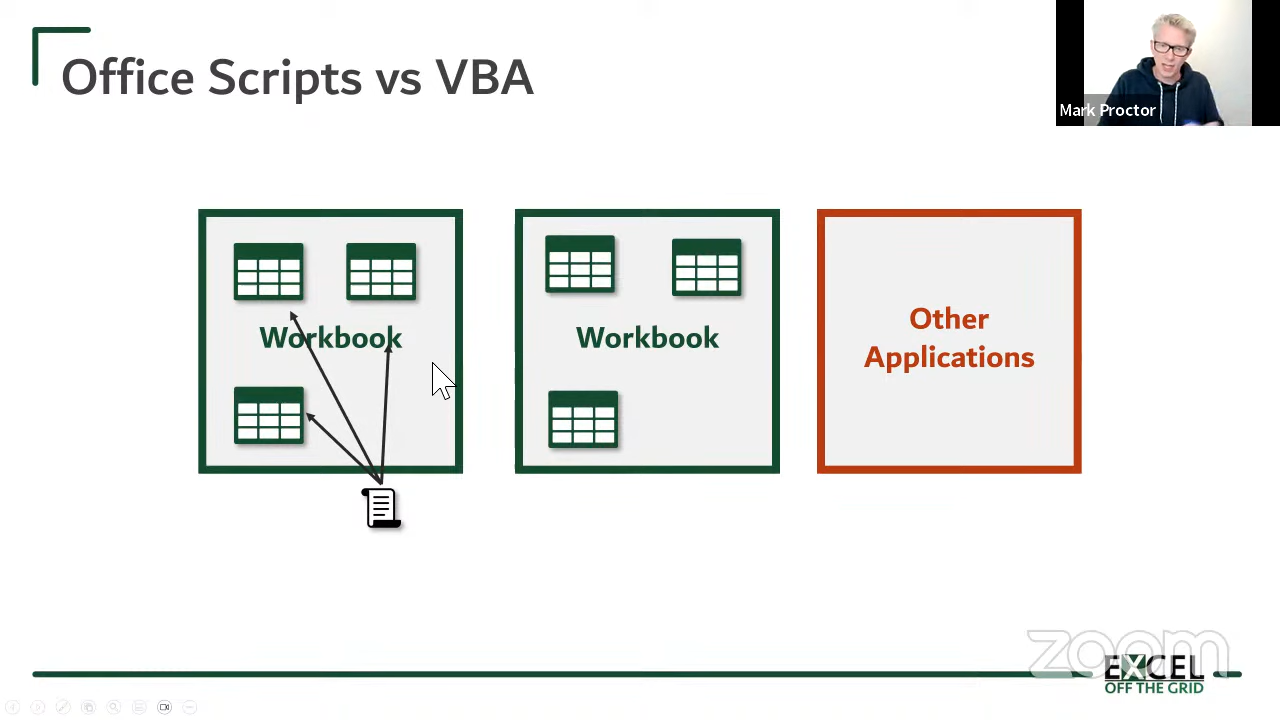 Office Scripts vs VBA
Mark Proctor
Workbook
Workbook
Other
Applications
zoom
EXCEL
OFF THE GRID